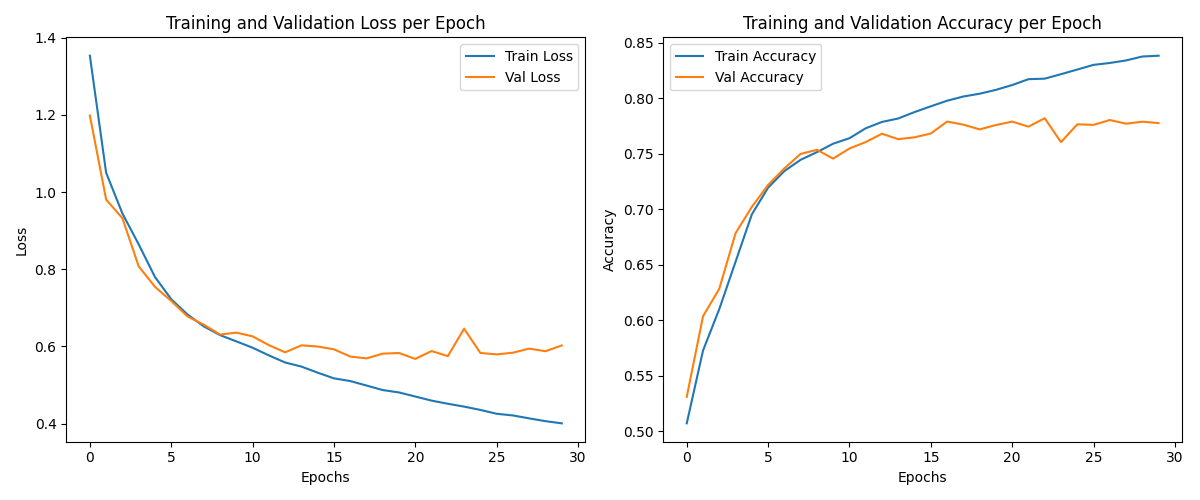 Training and Validation Loss per Epoch
1.4
1.2
1.0
0.8
0.6
0.4
Loss
0
5
10
15
20
25
30
Epochs
Train Loss
Val Loss
Training and Validation Accuracy per Epoch
0.85
0.80
0.75
0.70
0.65
0.60
0.55
0.50
Accuracy
0
5
10
15
20
25
30
Epochs
Train Accuracy
Val Accuracy